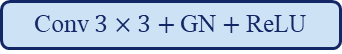 Conv 3 × 3 + GN + ReLU